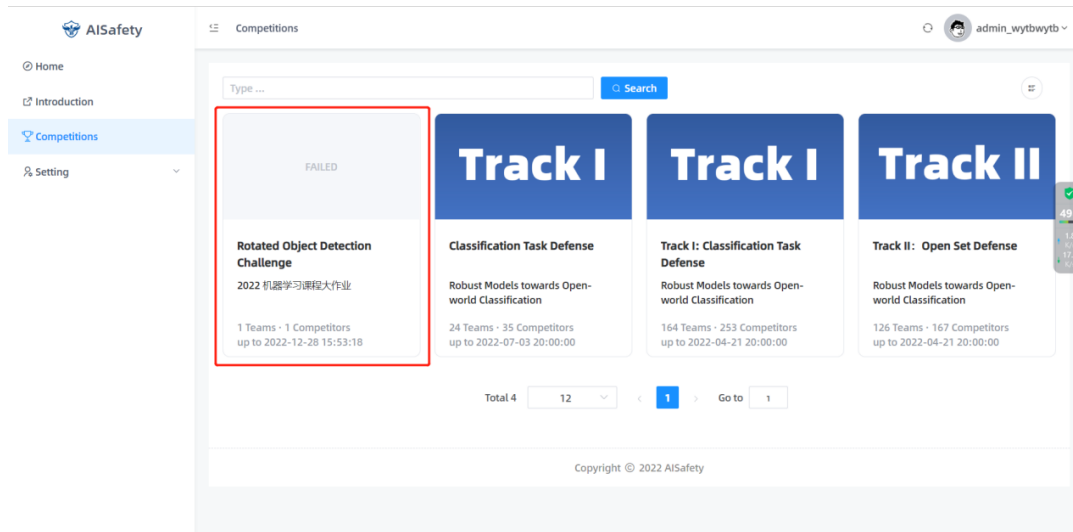 AISafety
Competitions
admin_wytbwytb
Home
Introduction
Competitions
Setting
Type ...
Search
FAILED
Track I
Track I
Track II
Rotated Object Detection
Challenge
2022 机器学习课程大作业
1 Teams · 1 Competitors
up to 2022-12-28 15:53:18
Classification Task Defense
Robust Models towards Open-
world Classification
24 Teams · 35 Competitors
up to 2022-07-03 20:00:00
Track I: Classification Task
Defense
Robust Models towards Open-
world Classification
164 Teams · 253 Competitors
up to 2022-04-21 20:00:00
Track II：Open Set Defense
Robust Models towards Open-
world Classification
126 Teams · 167 Competitors
up to 2022-04-21 20:00:00
Total 4
12
1
Go to
1
Copyright © 2022 AISafety